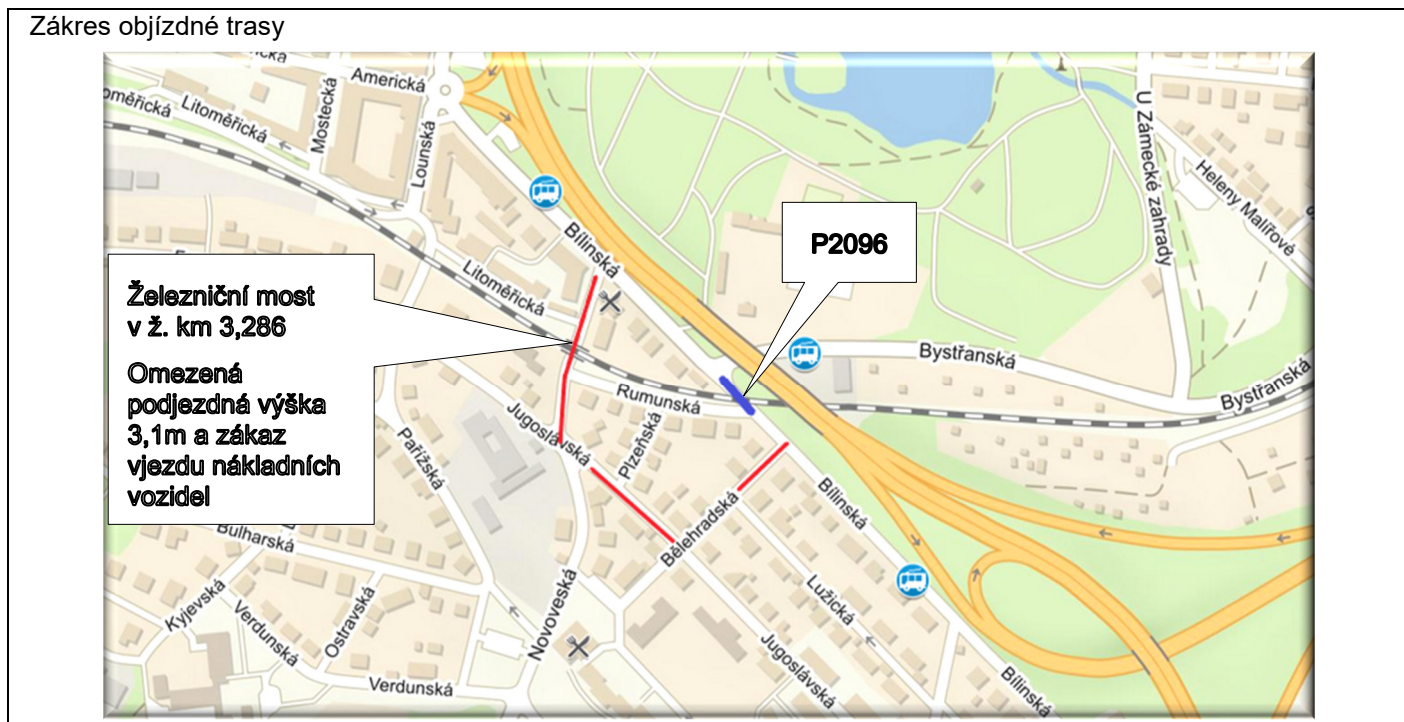 Zákres objízdné trasy
Americká
Litoměřická
Mostecká
Lounská
Bílinská
Litoměřická
U Zámecké zahrady
Heleny Malířové
P2096
Železniční most
v ž. km 3,286
Omezená
podjezdná výška
3,1m a zákaz
vjezdu nákladních
vozidel
Bystřanská
Bystřanská
Rumunská
Jugoslávská
Plzeňská
Pařížská
Bělehradská
Bílinská
Bulharská
Kyjevská
Verdunská
Ostravská
Novoveská
Lužická
Jugoslávská
Verdunská
Bílinská